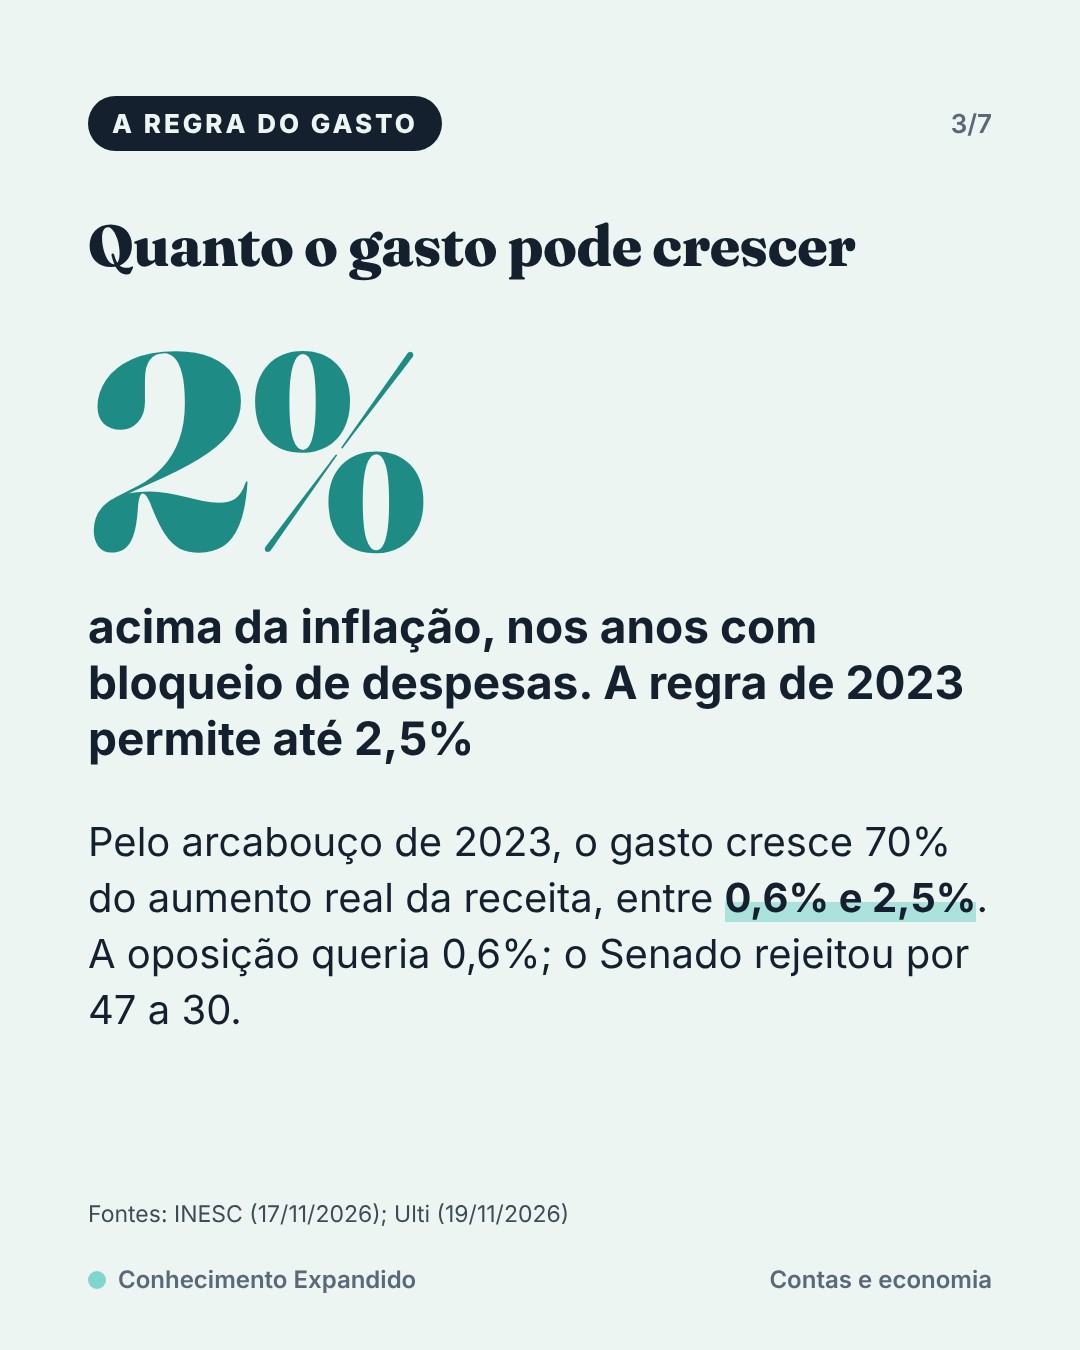 A REGRA DO GASTO
3/7
Quanto o gasto pode crescer
2%
acima da inflação, nos anos com
bloqueio de despesas. A regra de 2023
permite até 2,5%
Pelo arcabouço de 2023, o gasto cresce 70%
do aumento real da receita, entre 0,6% e 2,5%.
A oposição queria 0,6%; o Senado rejeitou por
47 a 30.
Fontes: INESC (17/11/2026); Ulti (19/11/2026)
Conhecimento Expandido
Contas e economia